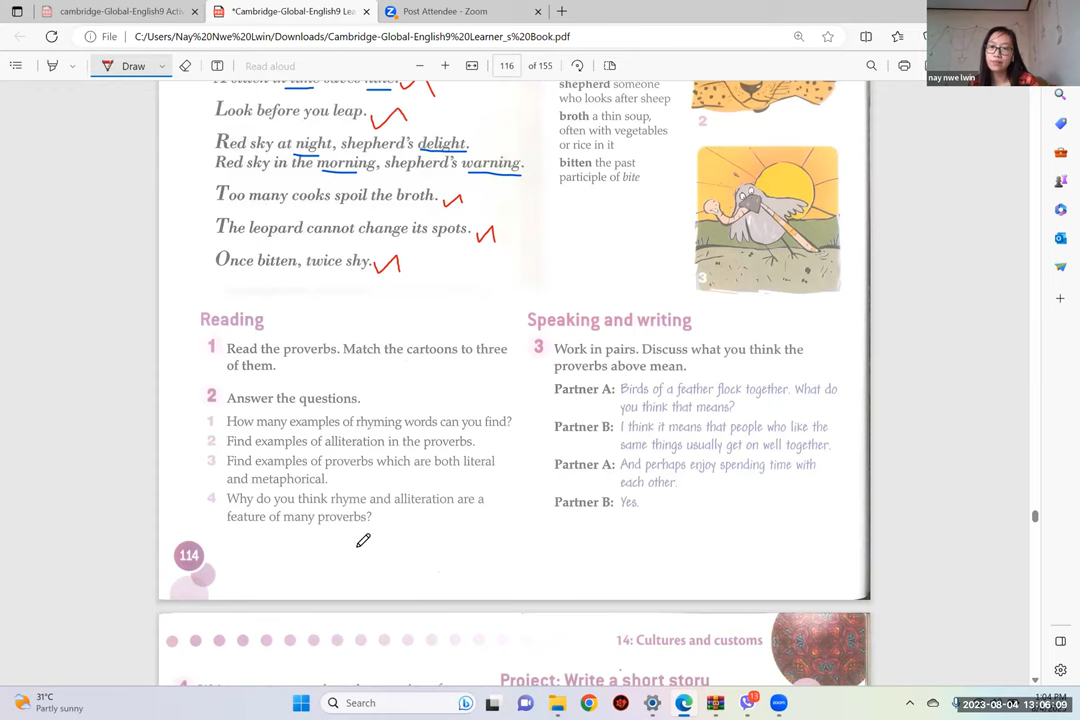 cambridge-Global-English9 Acti
*Cambridge-Global-English9 Lea
Post Attendee - Zoom
File
C:/Users/Nay%20Nwe%20Lwin/Downloads/Cambridge-Global-English9%20Learner_s%20Book.pdf
Draw
Read aloud
116 of 155
nay nwe lwin
Look before you leap.
Red sky at night, shepherd's delight.
Red sky in the morning, shepherd's warning.
Too many cooks spoil the broth.
The leopard cannot change its spots.
Once bitten, twice shy.
shepherd someone
who looks after sheep
broth a thin soup,
often with vegetables
or rice in it
bitten the past
participle of bite
2
3
Reading
1 Read the proverbs. Match the cartoons to three
of them.
2 Answer the questions.
1 How many examples of rhyming words can you find?
2 Find examples of alliteration in the proverbs.
3 Find examples of proverbs which are both literal
and metaphorical.
4 Why do you think rhyme and alliteration are a
feature of many proverbs?
Speaking and writing
3 Work in pairs. Discuss what you think the
proverbs above mean.
Partner A: Birds of a feather flock together. What do
you think that means?
Partner B: I think it means that people who like the
same things usually get on well together.
Partner A: And perhaps enjoy spending time with
each other.
Partner B: Yes.
114
14: Cultures and customs
Project: Write a short story
31°C
Partly sunny
Search
13
1:04 PM
2023-08-04 13:06:09